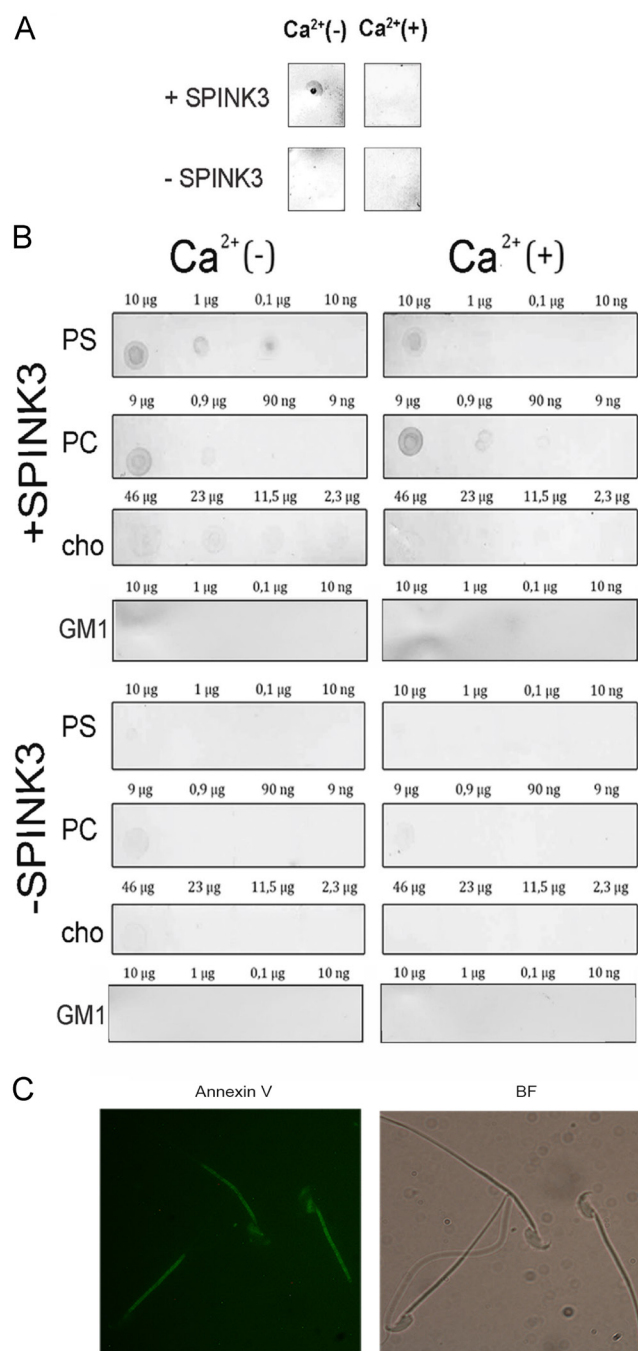 A
Ca²⁺(-) Ca²⁺(+)
+ SPINK3
- SPINK3
B
Ca²⁺(-) Ca²⁺(+)
+SPINK3
10 µg 1 µg 0,1 µg 10 ng 10 µg 1 µg 0,1 µg 10 ng
PS
9 µg 0,9 µg 90 ng 9 ng 9 µg 0,9 µg 90 ng 9 ng
PC
46 µg 23 µg 11,5 µg 2,3 µg 46 µg 23 µg 11,5 µg 2,3 µg
cho
10 µg 1 µg 0,1 µg 10 ng 10 µg 1 µg 0,1 µg 10 ng
GM1
-SPINK3
10 µg 1 µg 0,1 µg 10 ng 10 µg 1 µg 0,1 µg 10 ng
PS
9 µg 0,9 µg 90 ng 9 ng 9 µg 0,9 µg 90 ng 9 ng
PC
46 µg 23 µg 11,5 µg 2,3 µg 46 µg 23 µg 11,5 µg 2,3 µg
cho
10 µg 1 µg 0,1 µg 10 ng 10 µg 1 µg 0,1 µg 10 ng
GM1
C
Annexin V BF